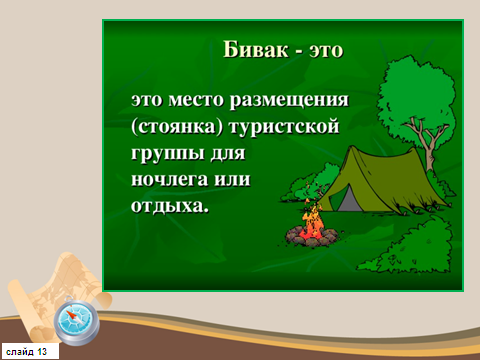 Бивак - это
это место размещения
(стоянка) туристской
группы для
ночлега или
отдыха.
слайд 13